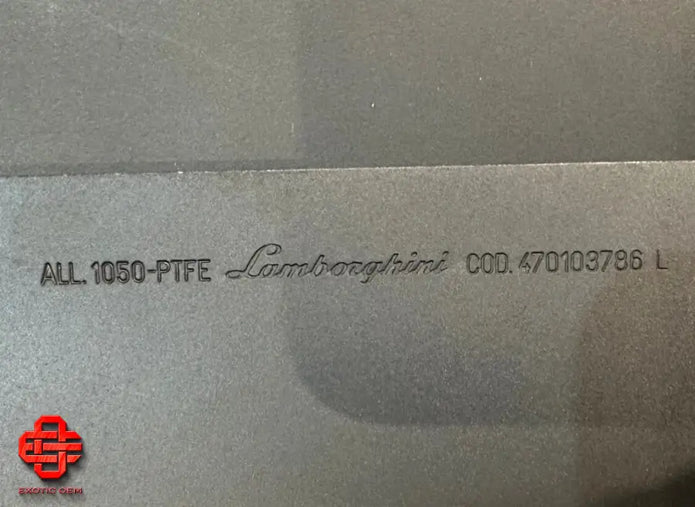 ALL. 1050-PTFE Lamborghini COD. 470103786 L
EXOTIC OEM